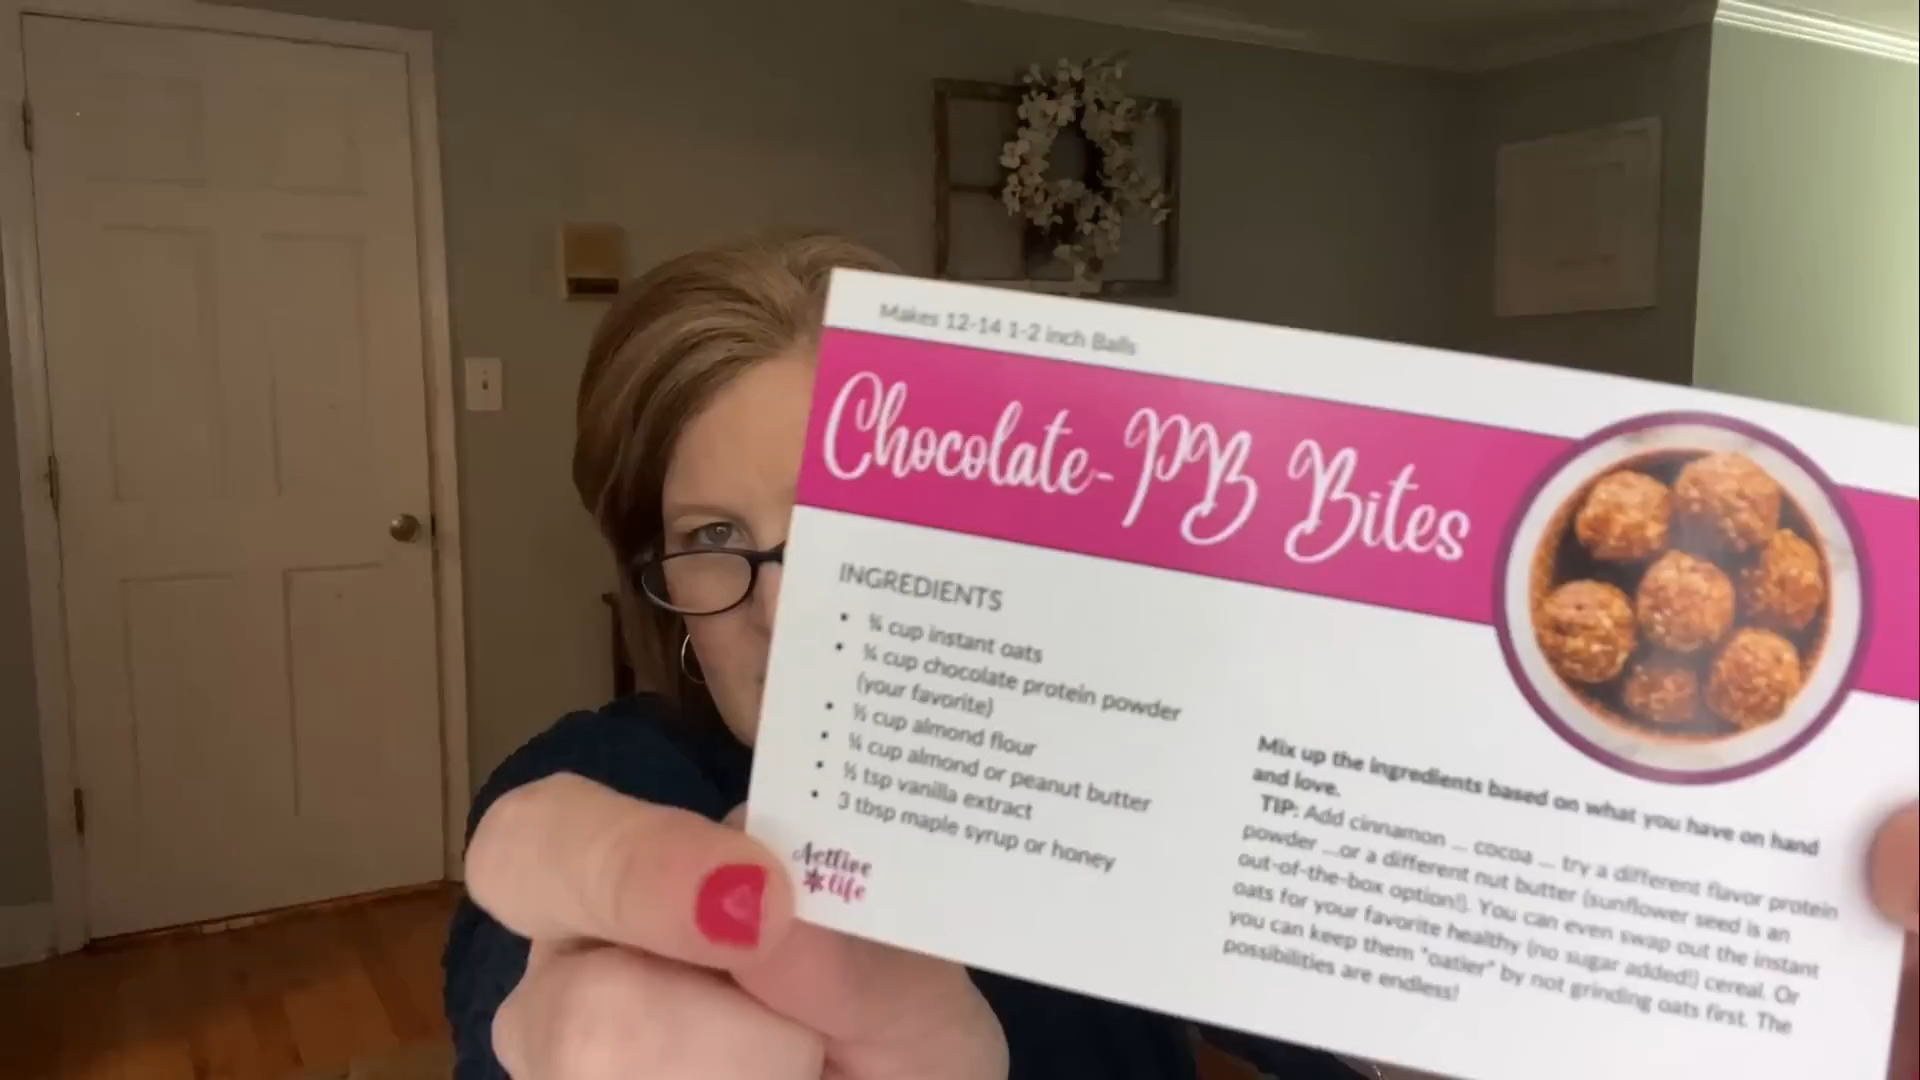 Makes 12-14 1-2 inch Balls
Chocolate-PB Bites
INGREDIENTS
• ¾ cup instant oats
• ¼ cup chocolate protein powder
(your favorite)
• ½ cup almond flour
• ¼ cup almond or peanut butter
• ½ tsp vanilla extract
• 3 tbsp maple syrup or honey
Actlive
life
Mix up the ingredients based on what you have on hand
and love.
TIP: Add cinnamon ... cocoa ... try a different flavor protein
powder ...or a different nut butter (sunflower seed is an
out-of-the-box option!). You can even swap out the instant
oats for your favorite healthy (no sugar added!) cereal. Or
you can keep them "oatier" by not grinding oats first. The
possibilities are endless!